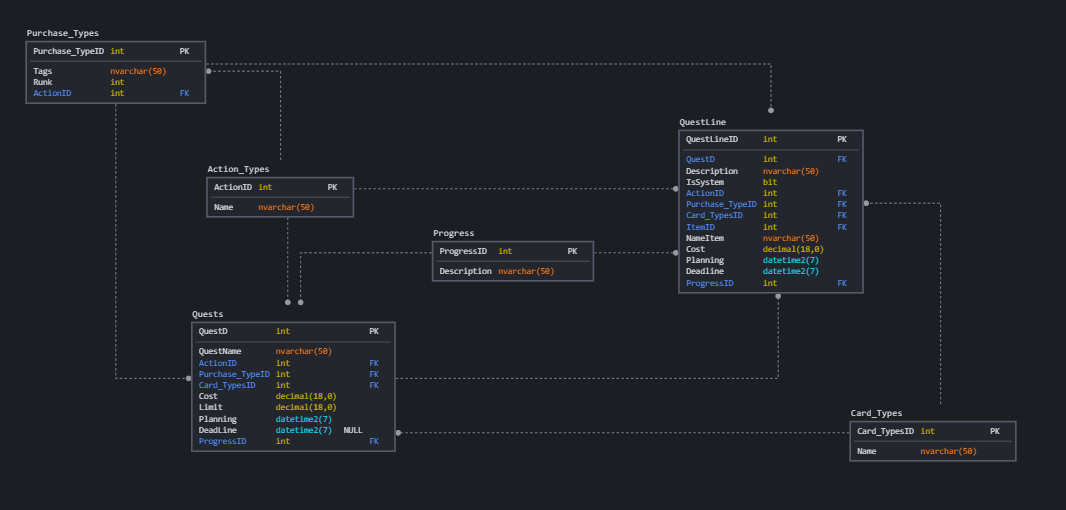 Purchase_Types
Purchase_TypeID int PK
Tags nvarchar(50)
Runk int
ActionID int FK
QuestLine
QuestLineID int PK
QuestD int FK
Description nvarchar(50)
IsSystem bit
ActionID int FK
Purchase_TypeID int FK
Card_TypesID int FK
ItemID int FK
NameItem nvarchar(50)
Cost decimal(18,0)
Planning datetime2(7)
Deadline datetime2(7)
ProgressID int FK
Action_Types
ActionID int PK
Name nvarchar(50)
Progress
ProgressID int PK
Description nvarchar(50)
Quests
QuestD int PK
QuestName nvarchar(50)
ActionID int FK
Purchase_TypeID int FK
Card_TypesID int FK
Cost decimal(18,0)
Limit decimal(18,0)
Planning datetime2(7)
DeadLine datetime2(7) NULL
ProgressID int FK
Card_Types
Card_TypesID int PK
Name nvarchar(50)